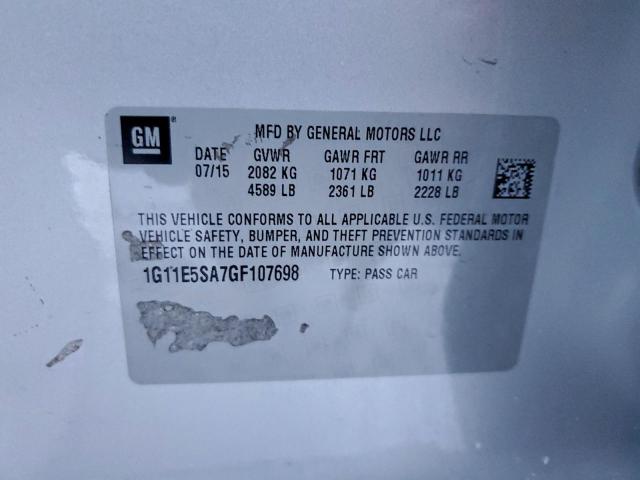 GM®
MFD BY GENERAL MOTORS LLC
DATE GVWR GAWR FRT GAWR RR
07/15 2082 KG 1071 KG 1011 KG
4589 LB 2361 LB 2228 LB
THIS VEHICLE CONFORMS TO ALL APPLICABLE U.S. FEDERAL MOTOR
VEHICLE SAFETY, BUMPER, AND THEFT PREVENTION STANDARDS IN
EFFECT ON THE DATE OF MANUFACTURE SHOWN ABOVE.
1G11E5SA7GF107698 TYPE: PASS CAR